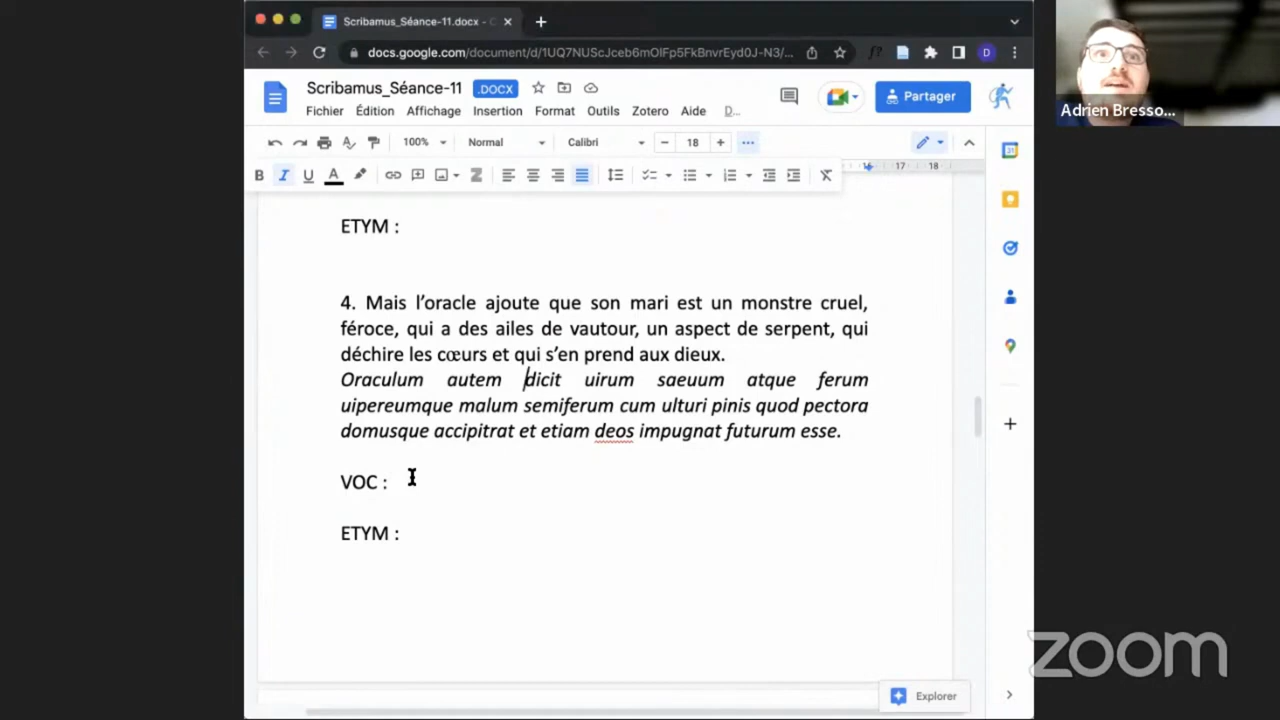 Scribamus_Séance-11.docx -
docs.google.com/document/d/1UQ7NUScJceb6mOlFp5FkBnvrEyd0J-N3/...
Adrien Bresso...
Scribamus_Séance-11 .DOCX
Partager
Fichier Édition Affichage Insertion Format Outils Zotero Aide D...
100% Normal Calibri 18
16 17 18
ETYM :
4. Mais l’oracle ajoute que son mari est un monstre cruel,
féroce, qui a des ailes de vautour, un aspect de serpent, qui
déchire les cœurs et qui s’en prend aux dieux.
Oraculum autem dicit uirum saeuum atque ferum
uipereumque malum semiferum cum ulturi pinis quod pectora
domusque accipitrat et etiam deos impugnat futurum esse.
VOC :
ETYM :
zoom
Explorer